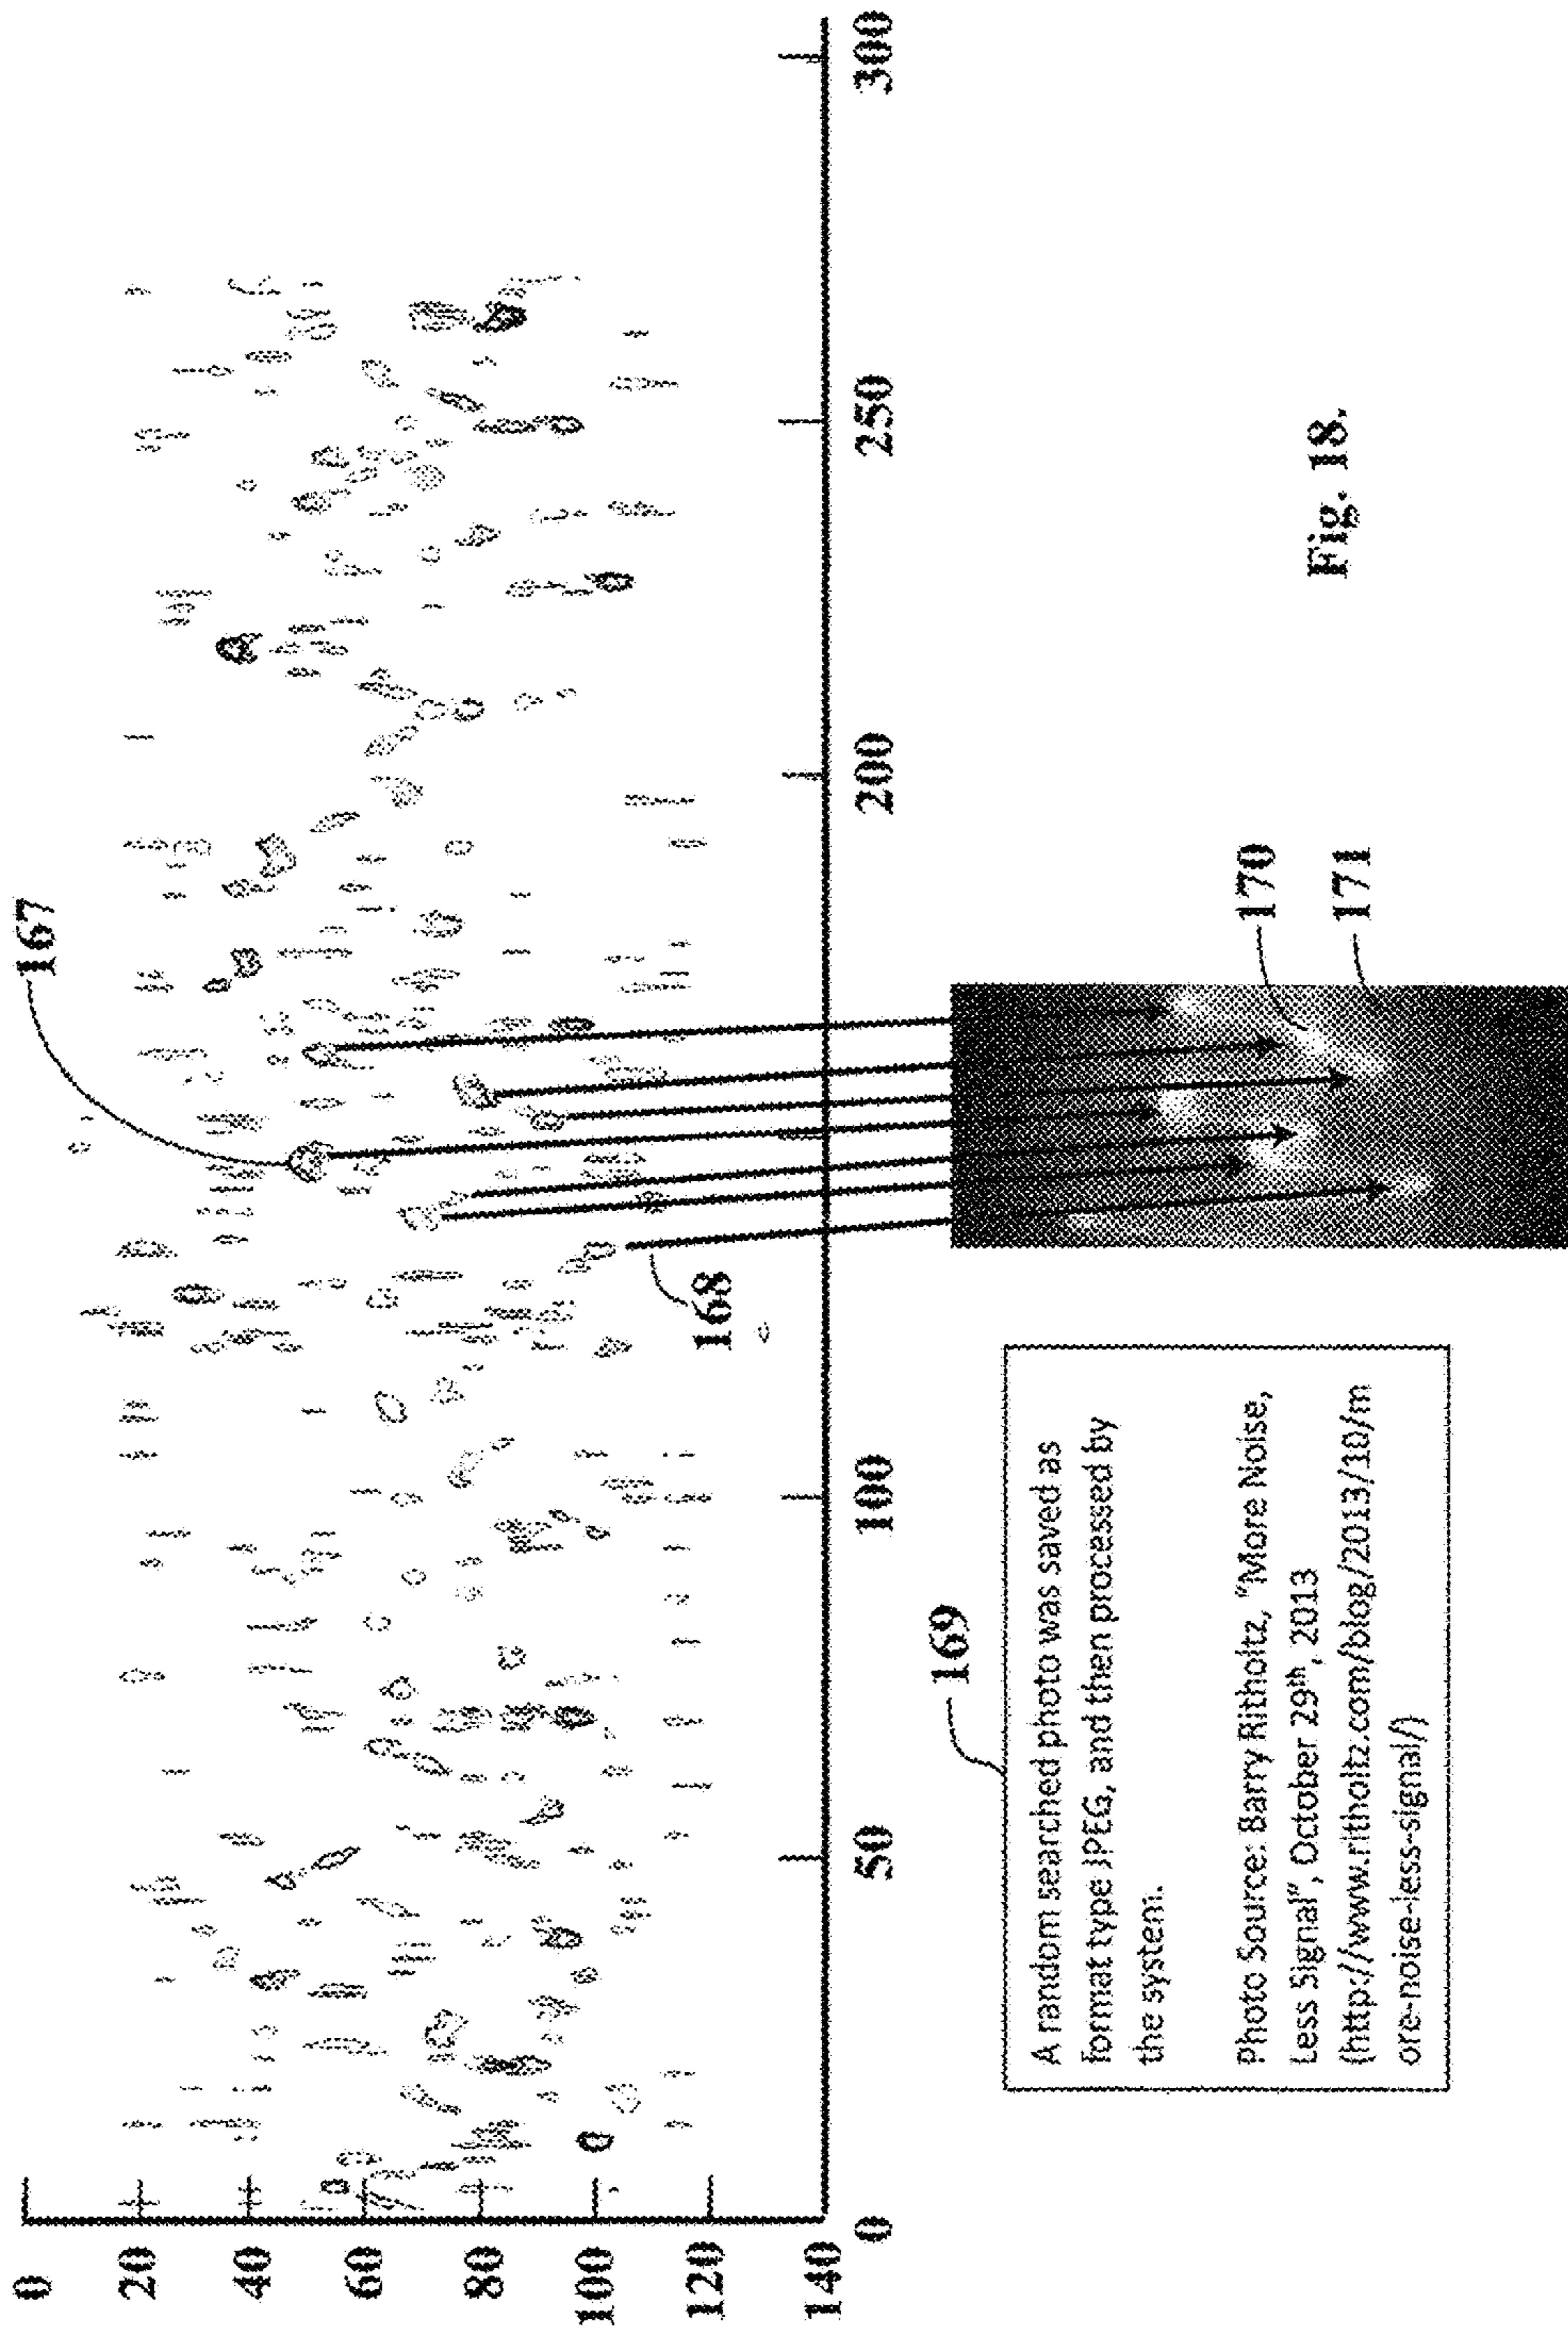 167
0
20
40
60
80
100
120
140
0
50
100
200
250
300
168
169
A random searched photo was saved as
format type JPEG, and then processed by
the system.
Photo Source: Barry Ritholtz, "More Noise,
Less Signal", October 29th, 2013
(http://www.ritholtz.com/blog/2013/10/m
ore-noise-less-signal/)
170
171
Fig. 18.